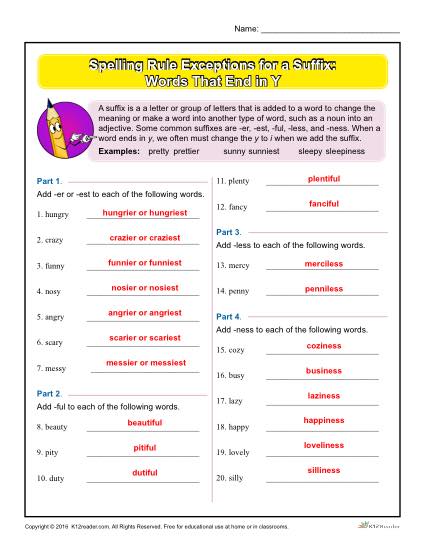 Name:
Spelling Rule Exceptions for a Suffix:
Words That End in Y
A suffix is a a letter or group of letters that is added to a word to change the
meaning or make a word into another type of word, such as a noun into an
adjective. Some common suffixes are -er, -est, -ful, -less, and -ness. When a
word ends in y, we often must change the y to i when we add the suffix.
Examples: pretty prettier sunny sunniest sleepy sleepiness
Part 1.
Add -er or -est to each of the following words.
1. hungry hungrier or hungriest
2. crazy crazier or craziest
3. funny funnier or funniest
4. nosy nosier or nosiest
5. angry angrier or angriest
6. scary scarier or scariest
7. messy messier or messiest
Part 2.
Add -ful to each of the following words.
8. beauty beautiful
9. pity pitiful
10. duty dutiful
11. plenty plentiful
12. fancy fanciful
Part 3.
Add -less to each of the following words.
13. mercy merciless
14. penny penniless
Part 4.
Add -ness to each of the following words.
15. cozy coziness
16. busy business
17. lazy laziness
18. happy happiness
19. lovely loveliness
20. silly silliness
Copyright © 2016 K12reader.com. All Rights Reserved. Free for educational use at home or in classrooms.
K12reader